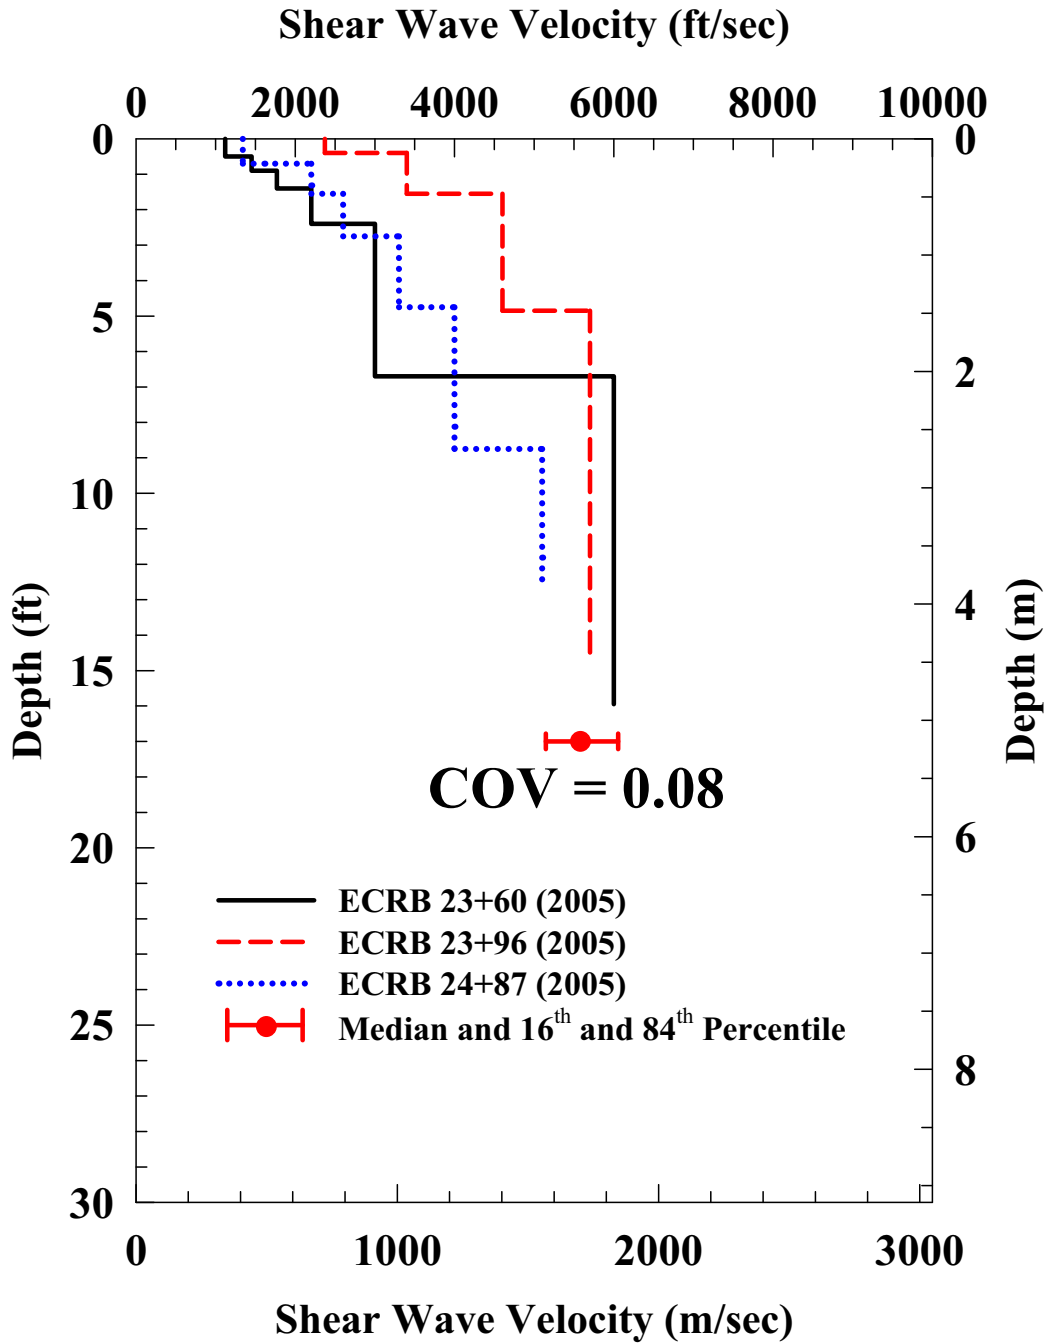 Shear Wave Velocity (ft/sec)
0 2000 4000 6000 8000 10000
0 0
5
2
10
Depth (ft)
4
Depth (m)
15
COV = 0.08
20
6
ECRB 23+60 (2005)
ECRB 23+96 (2005)
ECRB 24+87 (2005)
25
Median and 16th and 84th Percentile
8
30
0 1000 2000 3000
Shear Wave Velocity (m/sec)